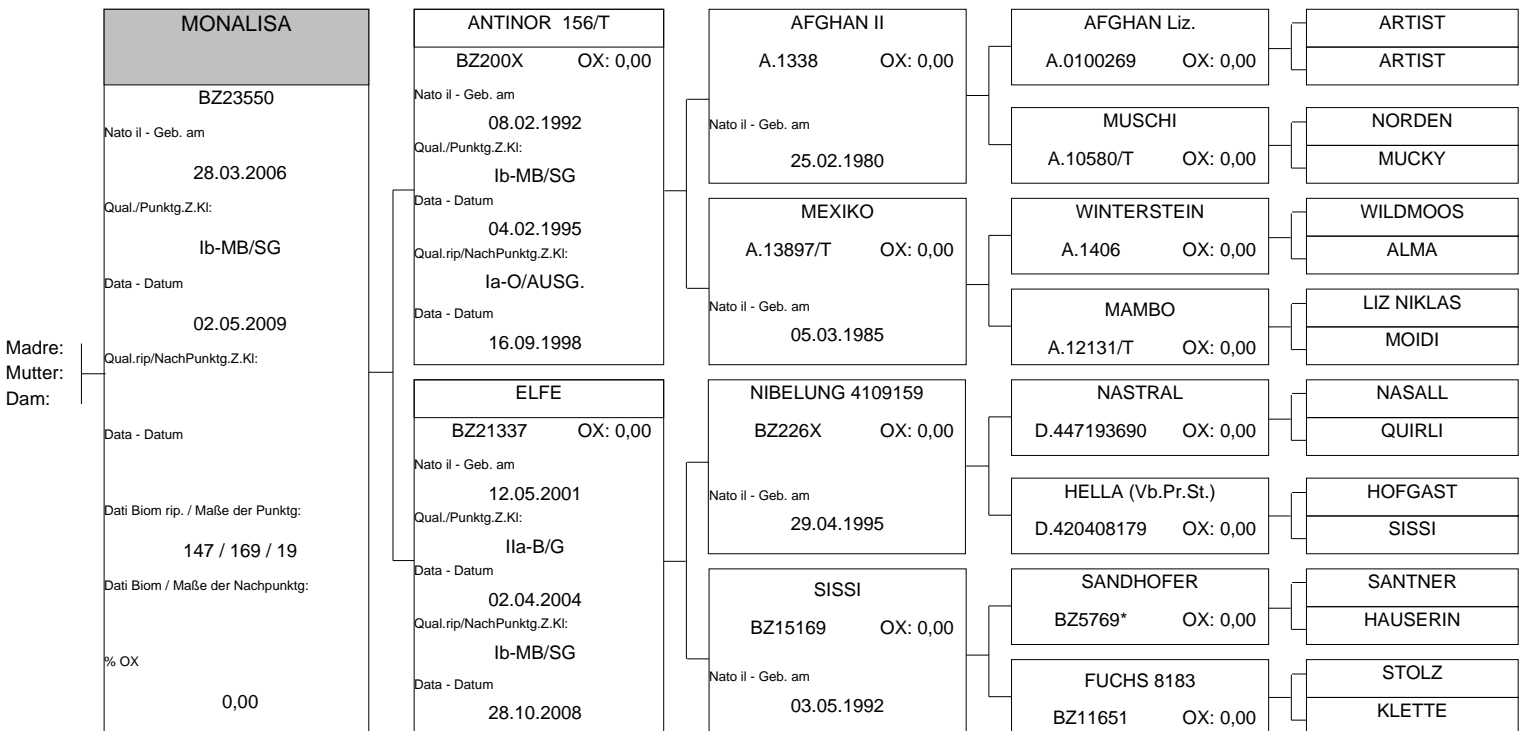 Madre:
Mutter:
Dam:
MONALISA
BZ23550
Nato il - Geb. am
28.03.2006
Qual./Punktg.Z.Kl:
Ib-MB/SG
Data - Datum
02.05.2009
Qual.rip/NachPunktg.Z.Kl:
Data - Datum
Dati Biom rip. / Maße der Punktg:
147 / 169 / 19
Dati Biom / Maße der Nachpunktg:
% OX
0,00
ANTINOR 156/T
BZ200X OX: 0,00
Nato il - Geb. am
08.02.1992
Qual./Punktg.Z.Kl:
Ib-MB/SG
Data - Datum
04.02.1995
Qual.rip/NachPunktg.Z.Kl:
Ia-O/AUSG.
Data - Datum
16.09.1998
ELFE
BZ21337 OX: 0,00
Nato il - Geb. am
12.05.2001
Qual./Punktg.Z.Kl:
IIa-B/G
Data - Datum
02.04.2004
Qual.rip/NachPunktg.Z.Kl:
Ib-MB/SG
Data - Datum
28.10.2008
AFGHAN II
A.1338 OX: 0,00
Nato il - Geb. am
25.02.1980
MEXIKO
A.13897/T OX: 0,00
Nato il - Geb. am
05.03.1985
NIBELUNG 4109159
BZ226X OX: 0,00
Nato il - Geb. am
29.04.1995
SISSI
BZ15169 OX: 0,00
Nato il - Geb. am
03.05.1992
AFGHAN Liz.
A.0100269 OX: 0,00
MUSCHI
A.10580/T OX: 0,00
WINTERSTEIN
A.1406 OX: 0,00
MAMBO
A.12131/T OX: 0,00
NASTRAL
D.447193690 OX: 0,00
HELLA (Vb.Pr.St.)
D.420408179 OX: 0,00
SANDHOFER
BZ5769* OX: 0,00
FUCHS 8183
BZ11651 OX: 0,00
ARTIST
ARTIST
NORDEN
MUCKY
WILDMOOS
ALMA
LIZ NIKLAS
MOIDI
NASALL
QUIRLI
HOFGAST
SISSI
SANTNER
HAUSERIN
STOLZ
KLETTE